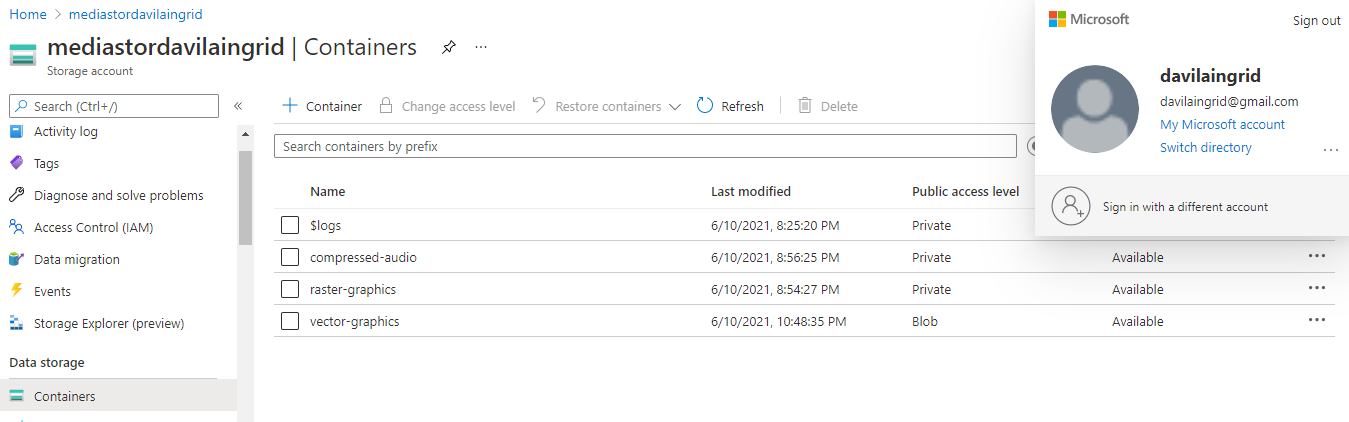 Home > mediastordavilaingrid
mediastordavilaingrid | Containers
Storage account
Microsoft
Sign out
davilaingrid
davilaingrid@gmail.com
My Microsoft account
Switch directory
Sign in with a different account
Search (Ctrl+/)
Activity log
Tags
Diagnose and solve problems
Access Control (IAM)
Data migration
Events
Storage Explorer (preview)
Data storage
Containers
+ Container Change access level Restore containers Refresh Delete
Search containers by prefix
Name Last modified Public access level
$logs 6/10/2021, 8:25:20 PM Private
compressed-audio 6/10/2021, 8:56:25 PM Private Available
raster-graphics 6/10/2021, 8:54:27 PM Private Available
vector-graphics 6/10/2021, 10:48:35 PM Blob Available